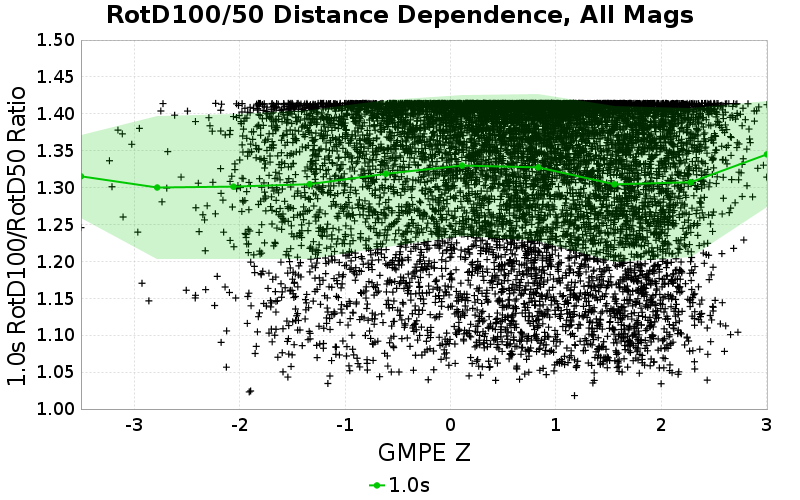 RotD100/50 Distance Dependence, All Mags
1.0s RotD100/RotD50 Ratio
1.50
1.45
1.40
1.35
1.30
1.25
1.20
1.15
1.10
1.05
1.00
-3 -2 -1 0 1 2 3
GMPE Z
1.0s